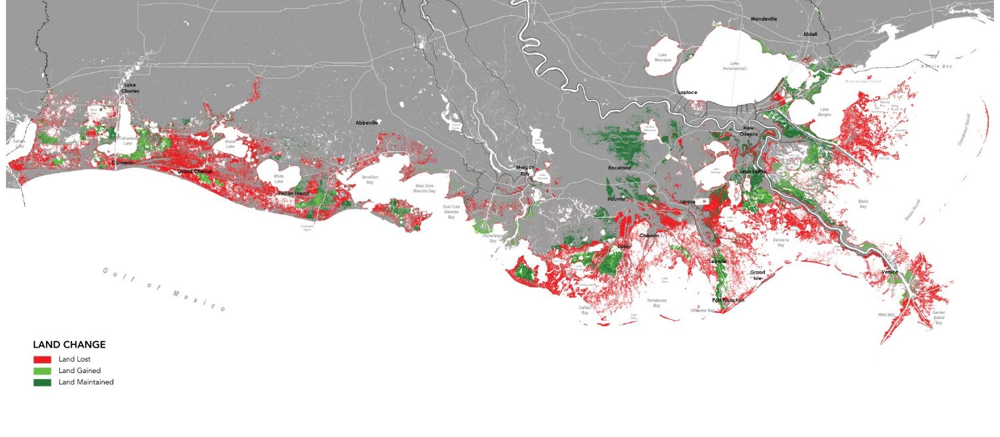 Mandeville
Slidell
Lake
Maurepas
Lake
Pontchartrain
Mobile Bay
Mississippi Sound
Lake
Charles
Laplace
Lake
Borgne
Abbeville
New
Orleans
Chandeleur Sound
Sabine
Lake
Calcasieu
Lake
Grand
Lake
Cameron
Grand Chenier
White
Lake
Pecan Island
Vermilion
Bay
West Cote
Blanche Bay
East Cote
Blanche
Bay
Morgan
City
Raceland
Jean Lafitte
Houma
Larose
Black
Bay
Breton Sound
Atchafalaya
Bay
Chauvin
Dulac
Barataria
Bay
Leeville
Grand
Isle
Venice
Caillou
Bay
Terrebonne
Bay
Timbalier Bay
Port Fourchon
West Bay
Garden
Island
Bay
Gulf of Mexico
LAND CHANGE
Land Lost
Land Gained
Land Maintained